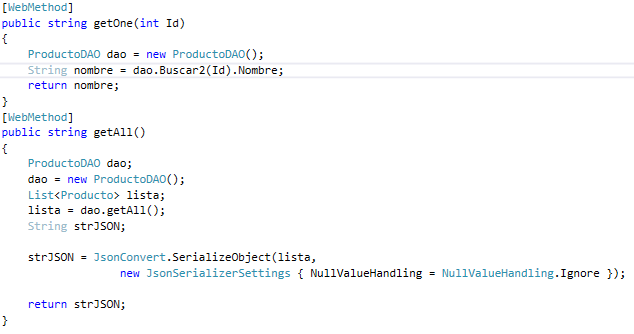 [WebMethod]
public string getOne(int Id)
{
    ProductoDAO dao = new ProductoDAO();
    String nombre = dao.Buscar2(Id).Nombre;
    return nombre;
}
[WebMethod]
public string getAll()
{
    ProductoDAO dao;
    dao = new ProductoDAO();
    List<Producto> lista;
    lista = dao.getAll();
    String strJSON;

    strJSON = JsonConvert.SerializeObject(lista,
                  new JsonSerializerSettings { NullValueHandling = NullValueHandling.Ignore });

    return strJSON;
}